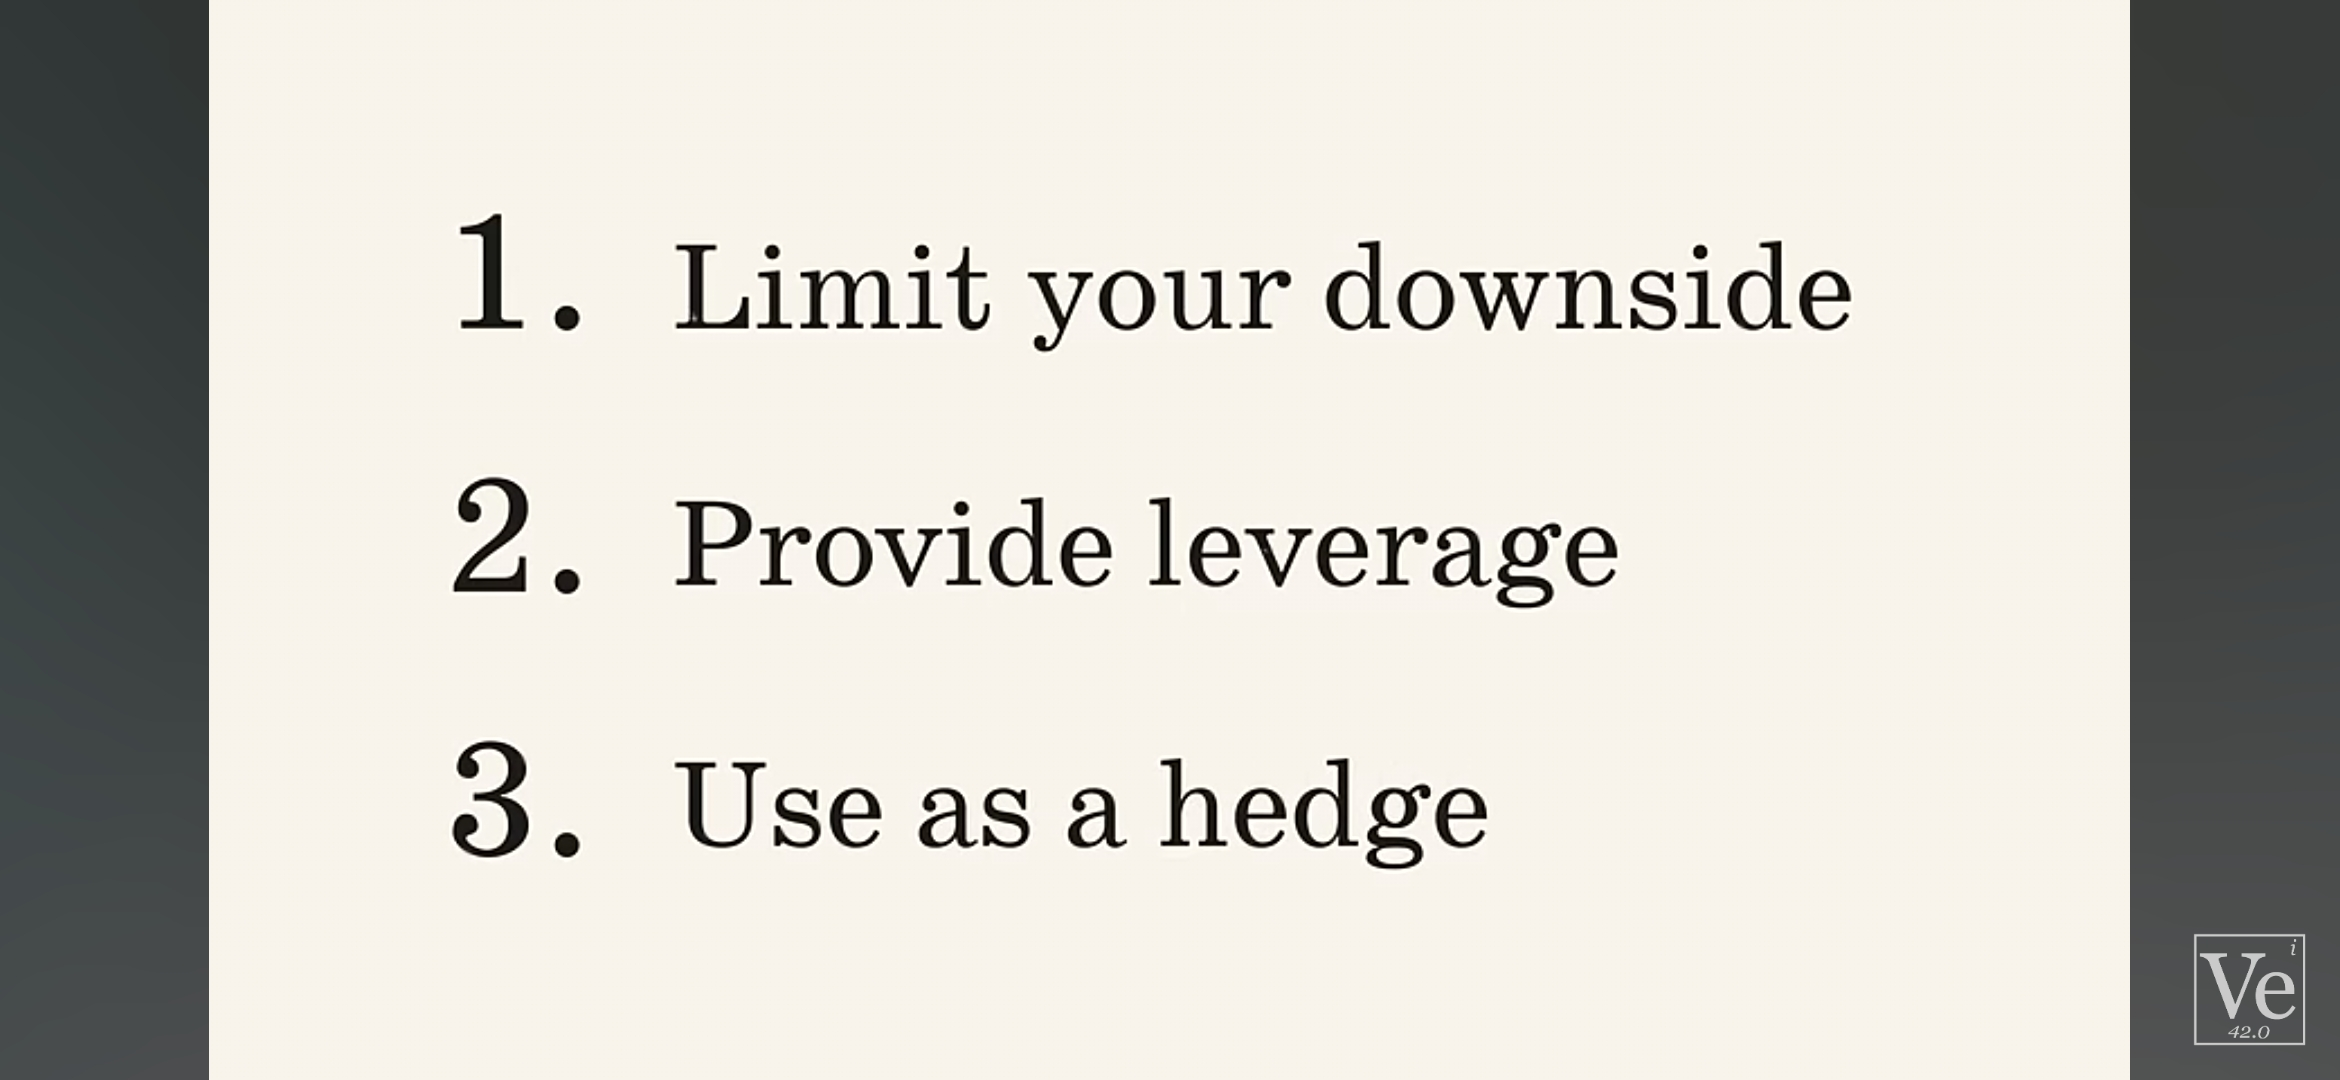 1. Limit your downside
2. Provide leverage
3. Use as a hedge
i
Ve
42.0